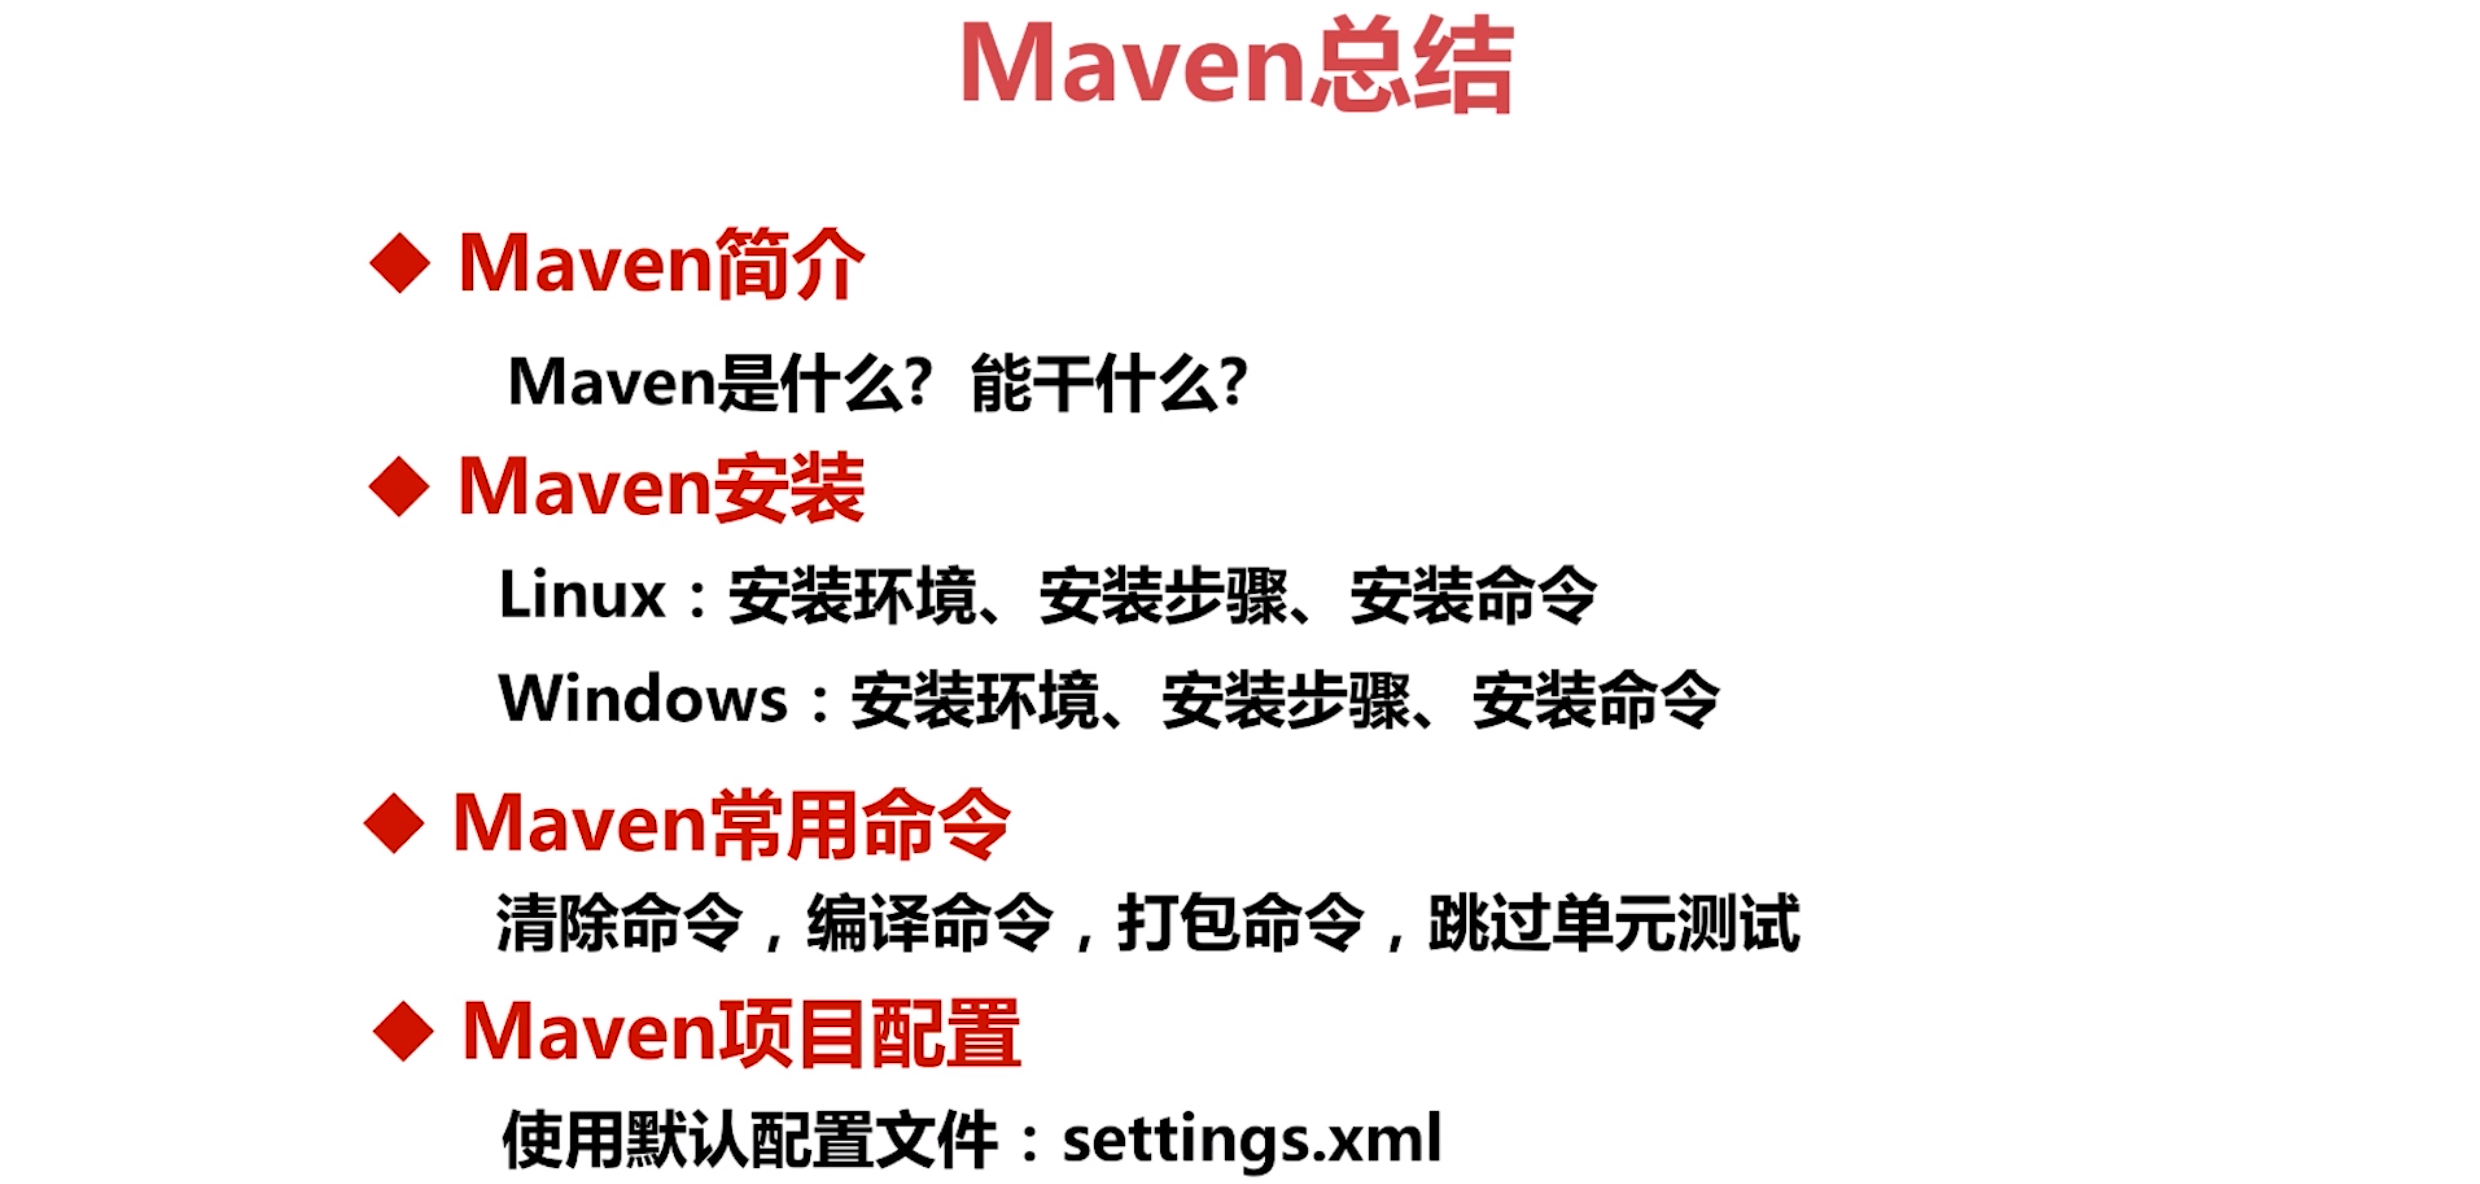 Maven总结
◆ Maven简介
Maven是什么？能干什么？
◆ Maven安装
Linux：安装环境、安装步骤、安装命令
Windows：安装环境、安装步骤、安装命令
◆ Maven常用命令
清除命令，编译命令，打包命令，跳过单元测试
◆ Maven项目配置
使用默认配置文件：settings.xml